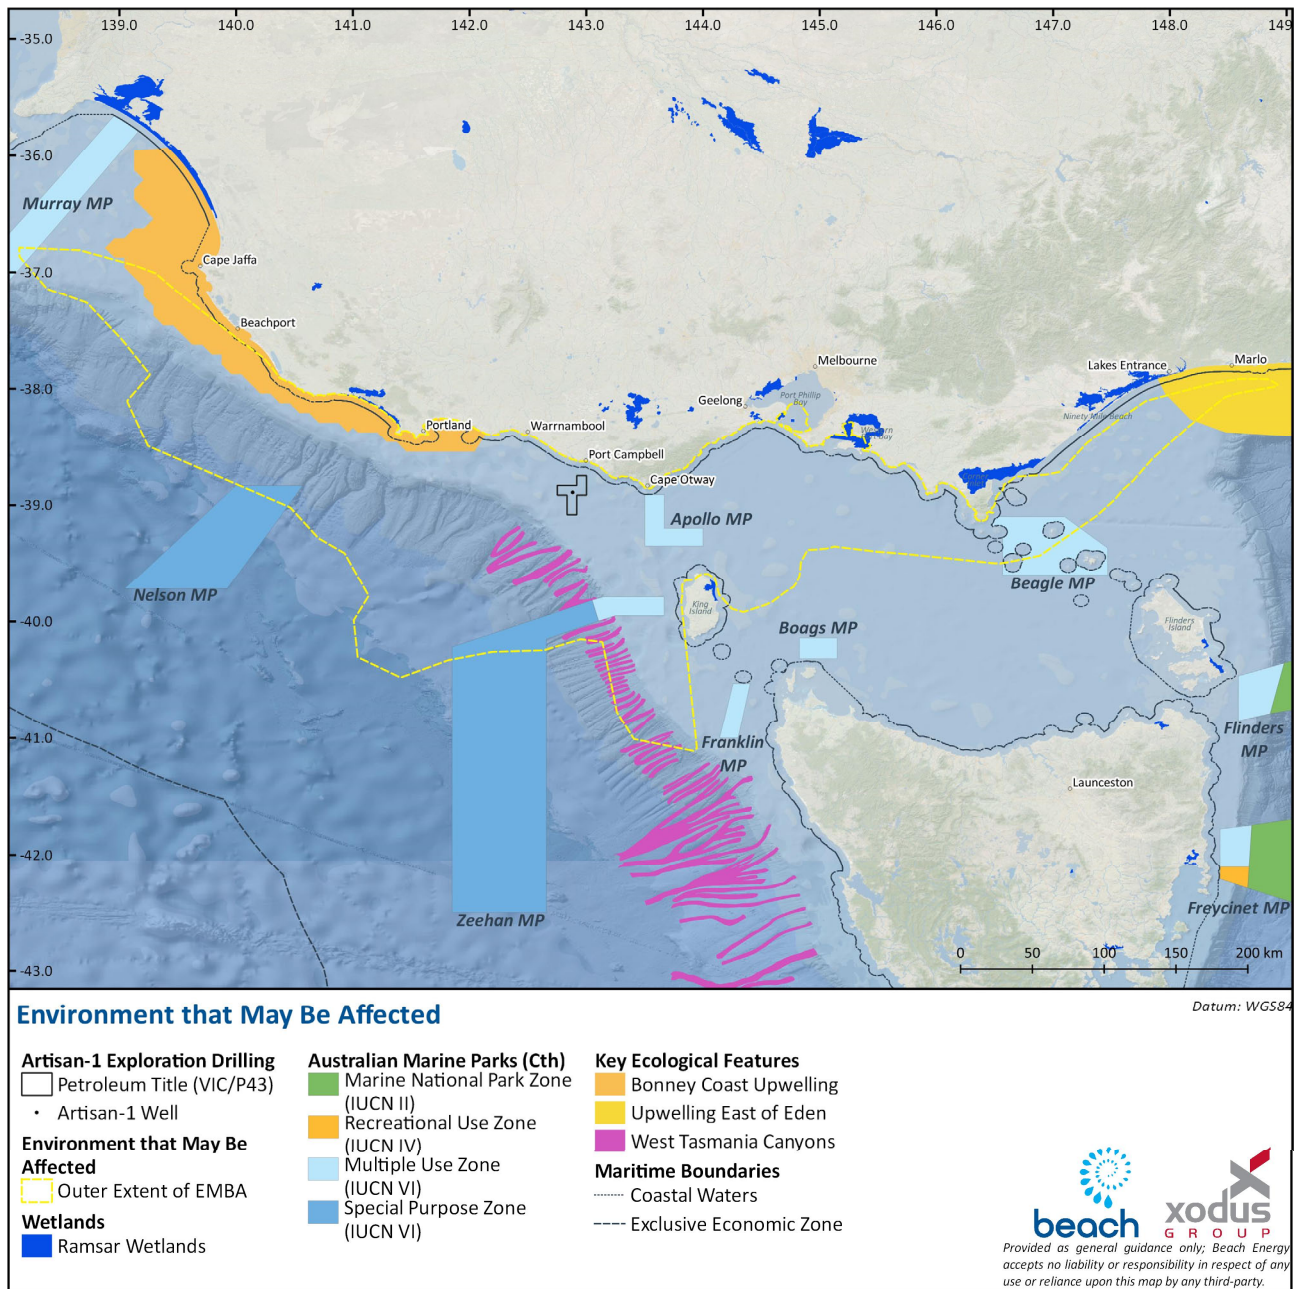 139.0 140.0 141.0 142.0 143.0 144.0 145.0 146.0 147.0 148.0 149
-35.0
-36.0
Murray MP
Cape Jaffa
-37.0
Beachport
Melbourne
Lakes Entrance
Marlo
-38.0
Geelong
Port Phillip
Bay
Ninety Mile Beach
Portland
Warrnambool
Port Campbell
Cape Otway
-39.0
Apollo MP
Nelson MP
Beagle MP
King
Island
-40.0
Boags MP
Flinders
Island
-41.0
Franklin
MP
Flinders
MP
Launceston
-42.0
Zeehan MP
Freycinet MP
0 50 100 150 200 km
-43.0
Environment that May Be Affected
Datum: WGS84
Artisan-1 Exploration Drilling
Petroleum Title (VIC/P43)
Artisan-1 Well
Environment that May Be
Affected
Outer Extent of EMBA
Wetlands
Ramsar Wetlands
Australian Marine Parks (Cth)
Marine National Park Zone
(IUCN II)
Recreational Use Zone
(IUCN IV)
Multiple Use Zone
(IUCN VI)
Special Purpose Zone
(IUCN VI)
Key Ecological Features
Bonney Coast Upwelling
Upwelling East of Eden
West Tasmania Canyons
Maritime Boundaries
Coastal Waters
Exclusive Economic Zone
beach
xodus
GROUP
Provided as general guidance only; Beach Energy
accepts no liability or responsibility in respect of any
use or reliance upon this map by any third-party.